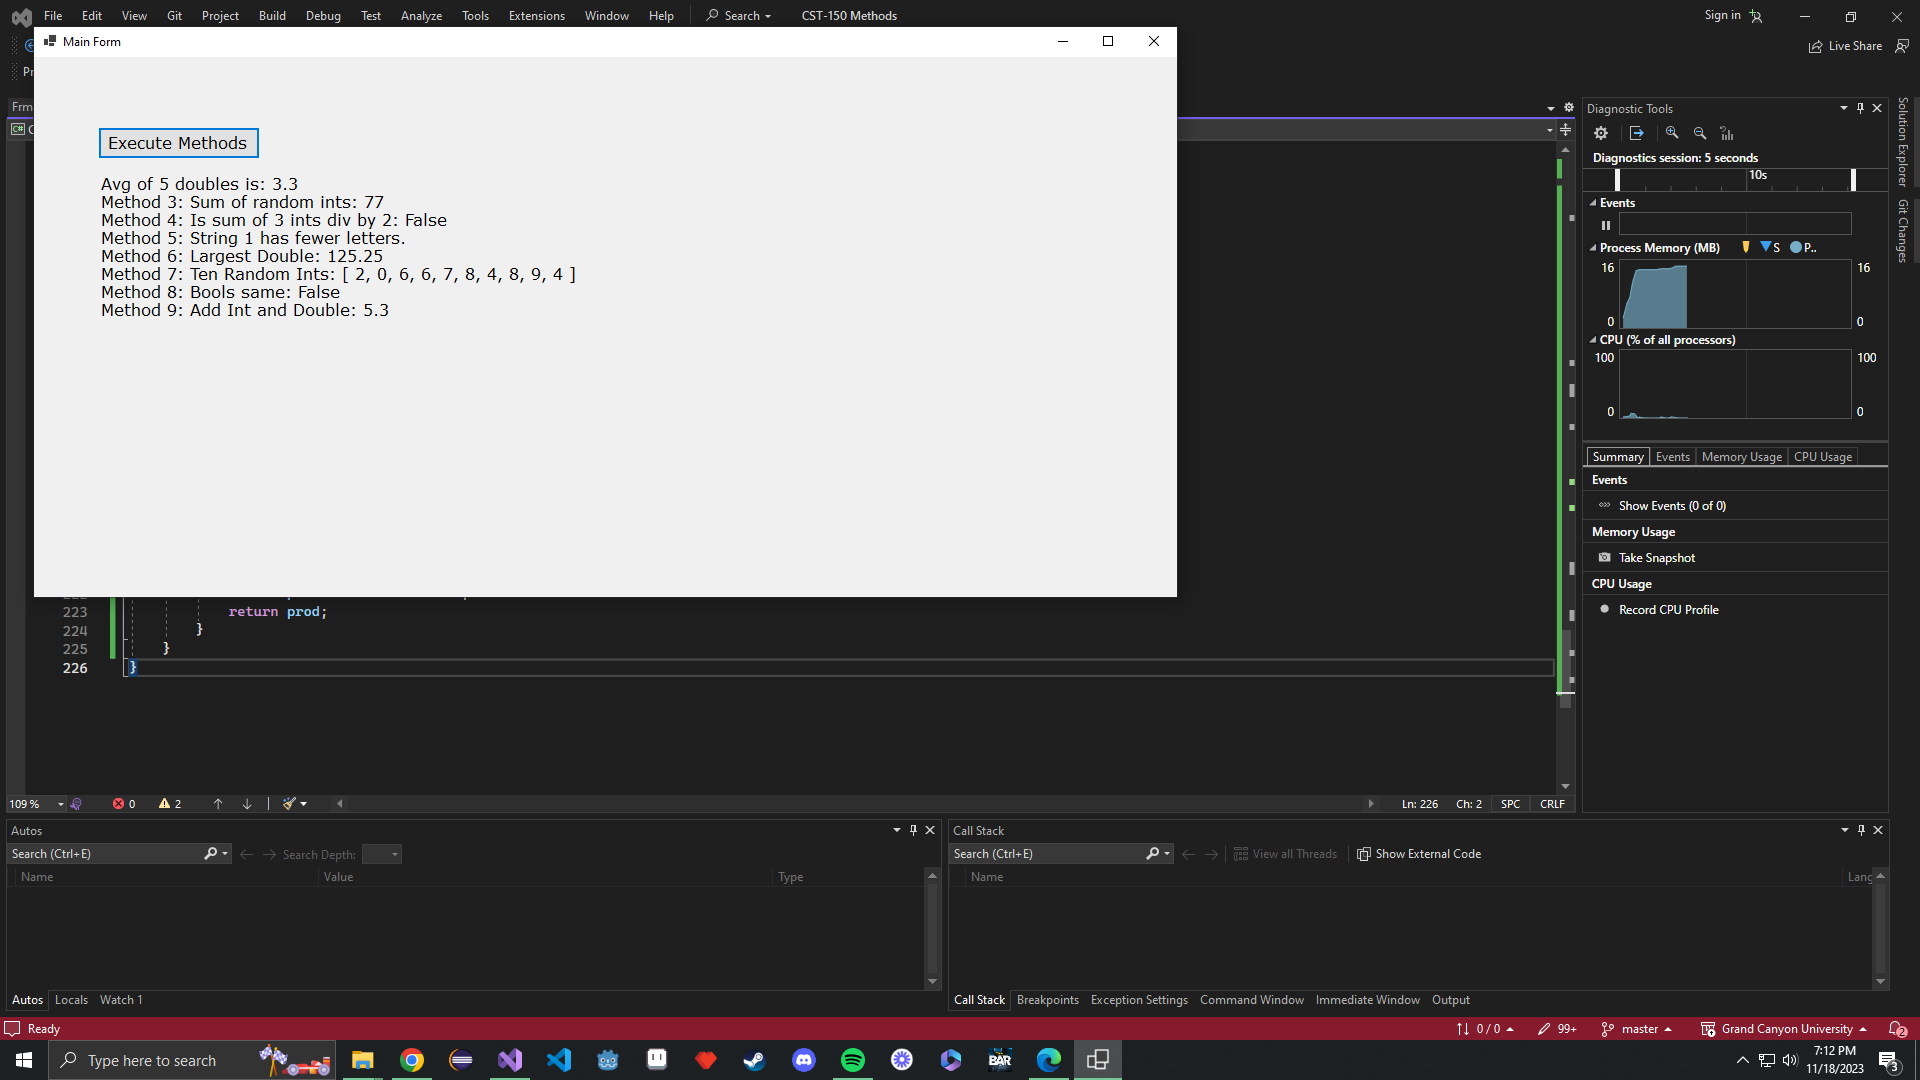 File Edit View Git Project Build Debug Test Analyze Tools Extensions Window Help Search CST-150 Methods Sign in
Live Share
Main Form
Pr
Frm
C# C
Execute Methods
Avg of 5 doubles is: 3.3
Method 3: Sum of random ints: 77
Method 4: Is sum of 3 ints div by 2: False
Method 5: String 1 has fewer letters.
Method 6: Largest Double: 125.25
Method 7: Ten Random Ints: [ 2, 0, 6, 6, 7, 8, 4, 8, 9, 4 ]
Method 8: Bools same: False
Method 9: Add Int and Double: 5.3
223 return prod;
224 }
225 }
226 }
109 % 0 2 Ln: 226 Ch: 2 SPC CRLF
Diagnostic Tools
Diagnostics session: 5 seconds
10s
Events
Process Memory (MB) S P..
16 16
0 0
CPU (% of all processors)
100 100
0 0
Summary Events Memory Usage CPU Usage
Events
Show Events (0 of 0)
Memory Usage
Take Snapshot
CPU Usage
Record CPU Profile
Solution Explorer
Git Changes
Autos
Search (Ctrl+E) Search Depth:
Name Value Type
Autos Locals Watch 1
Call Stack
Search (Ctrl+E) View all Threads Show External Code
Name Lang
Call Stack Breakpoints Exception Settings Command Window Immediate Window Output
Ready 0 / 0 99+ master Grand Canyon University 2
Type here to search BAR 7:12 PM
11/18/2023 3